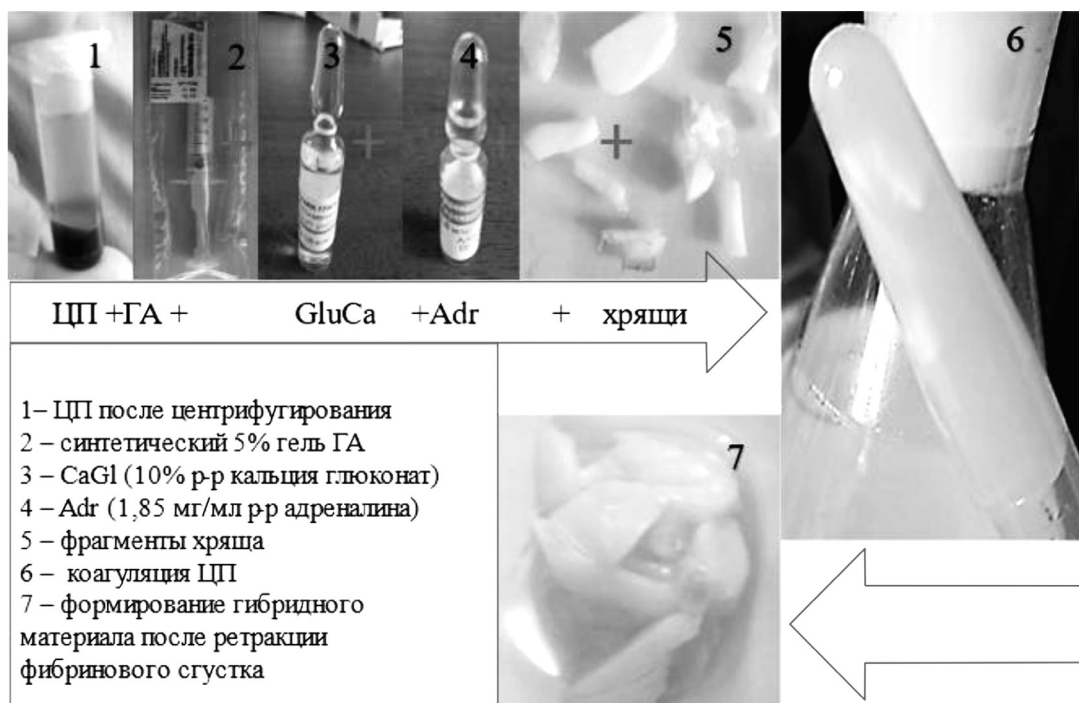 1 2 3 4 5 6
ЦП +ГА + GluCa +Adr + хрящи
1– ЦП после центрифугирования
2 – синтетический 5% гель ГА
3 – CaGl (10% р-р кальция глюконат)
4 – Adr (1,85 мг/мл р-р адреналина)
5 – фрагменты хряща
6 – коагуляция ЦП
7 – формирование гибридного
материала после ретракции
фибринового сгустка
7